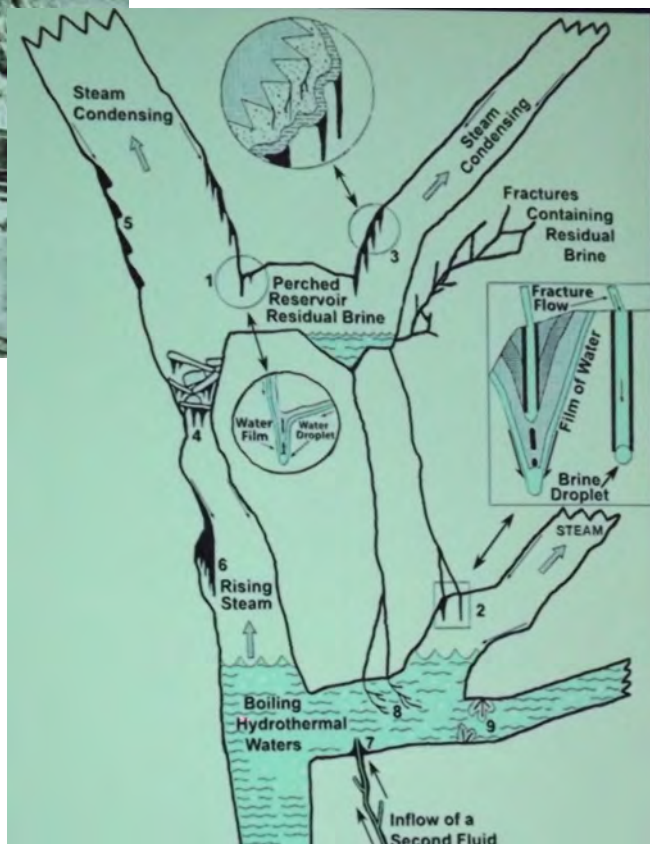 Steam
Condensing
Steam
Condensing
Fractures
Containing
Residual
Brine
5
1
3
Perched
Reservoir
Residual Brine
Fracture
Flow
Film of Water
Water
Film
Water
Droplet
4
Brine
Droplet
STEAM
6
Rising
Steam
2
Boiling
Hydrothermal
Waters
8
9
7
Inflow of a
Second Fluid